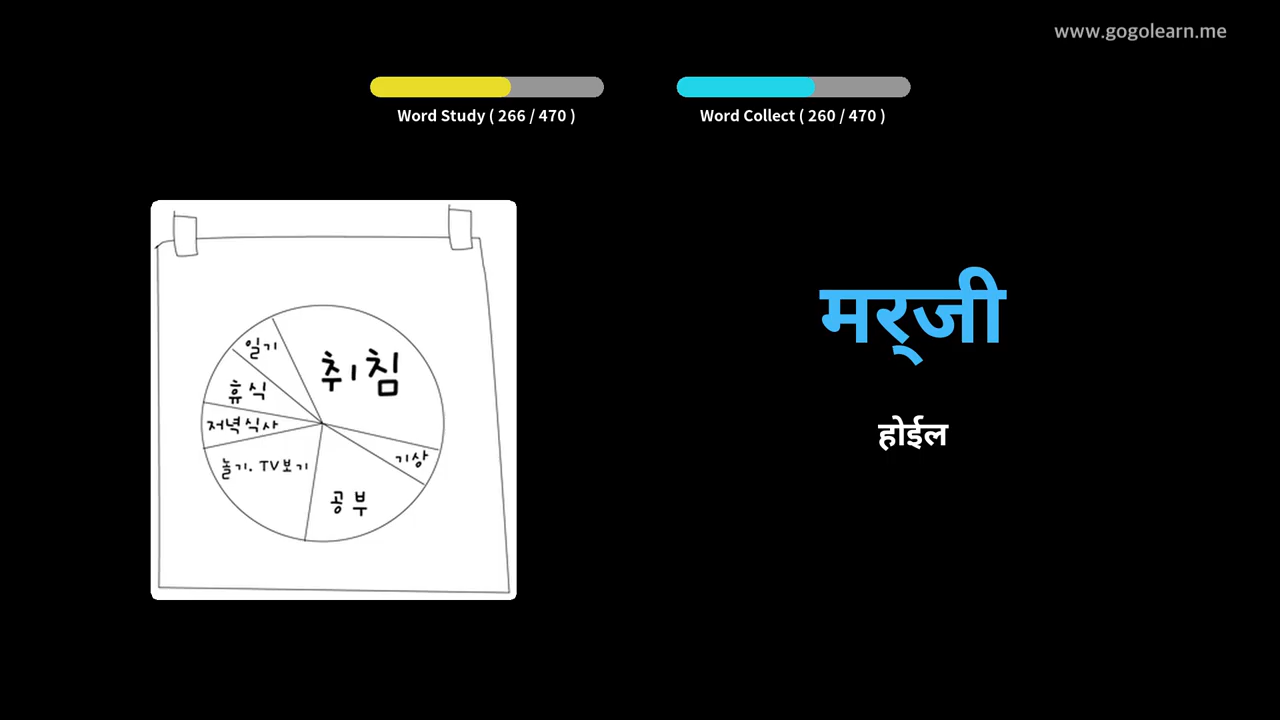 www.gogolearn.me
Word Study ( 266 / 470 )
Word Collect ( 260 / 470 )
일기
취침
휴식
저녁식사
기상
놀기. TV보기
공부
मर्‌जी
होईल